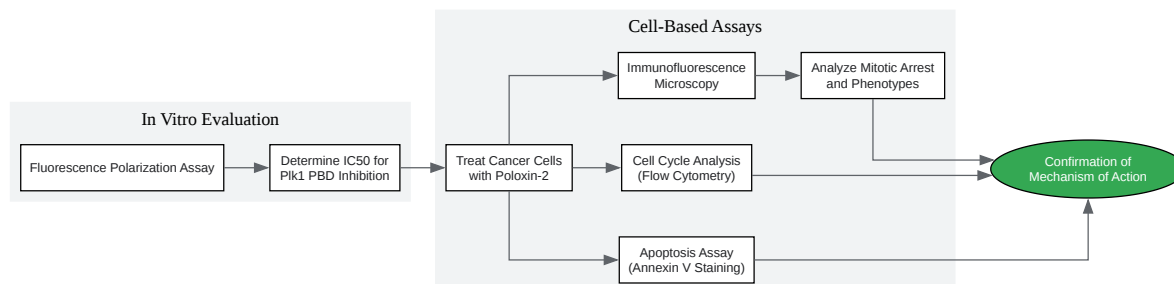 In Vitro Evaluation
Fluorescence Polarization Assay
Determine IC50 for
Plk1 PBD Inhibition
Cell-Based Assays
Treat Cancer Cells
with Poloxin-2
Immunofluorescence
Microscopy
Analyze Mitotic Arrest
and Phenotypes
Cell Cycle Analysis
(Flow Cytometry)
Apoptosis Assay
(Annexin V Staining)
Confirmation of
Mechanism of Action